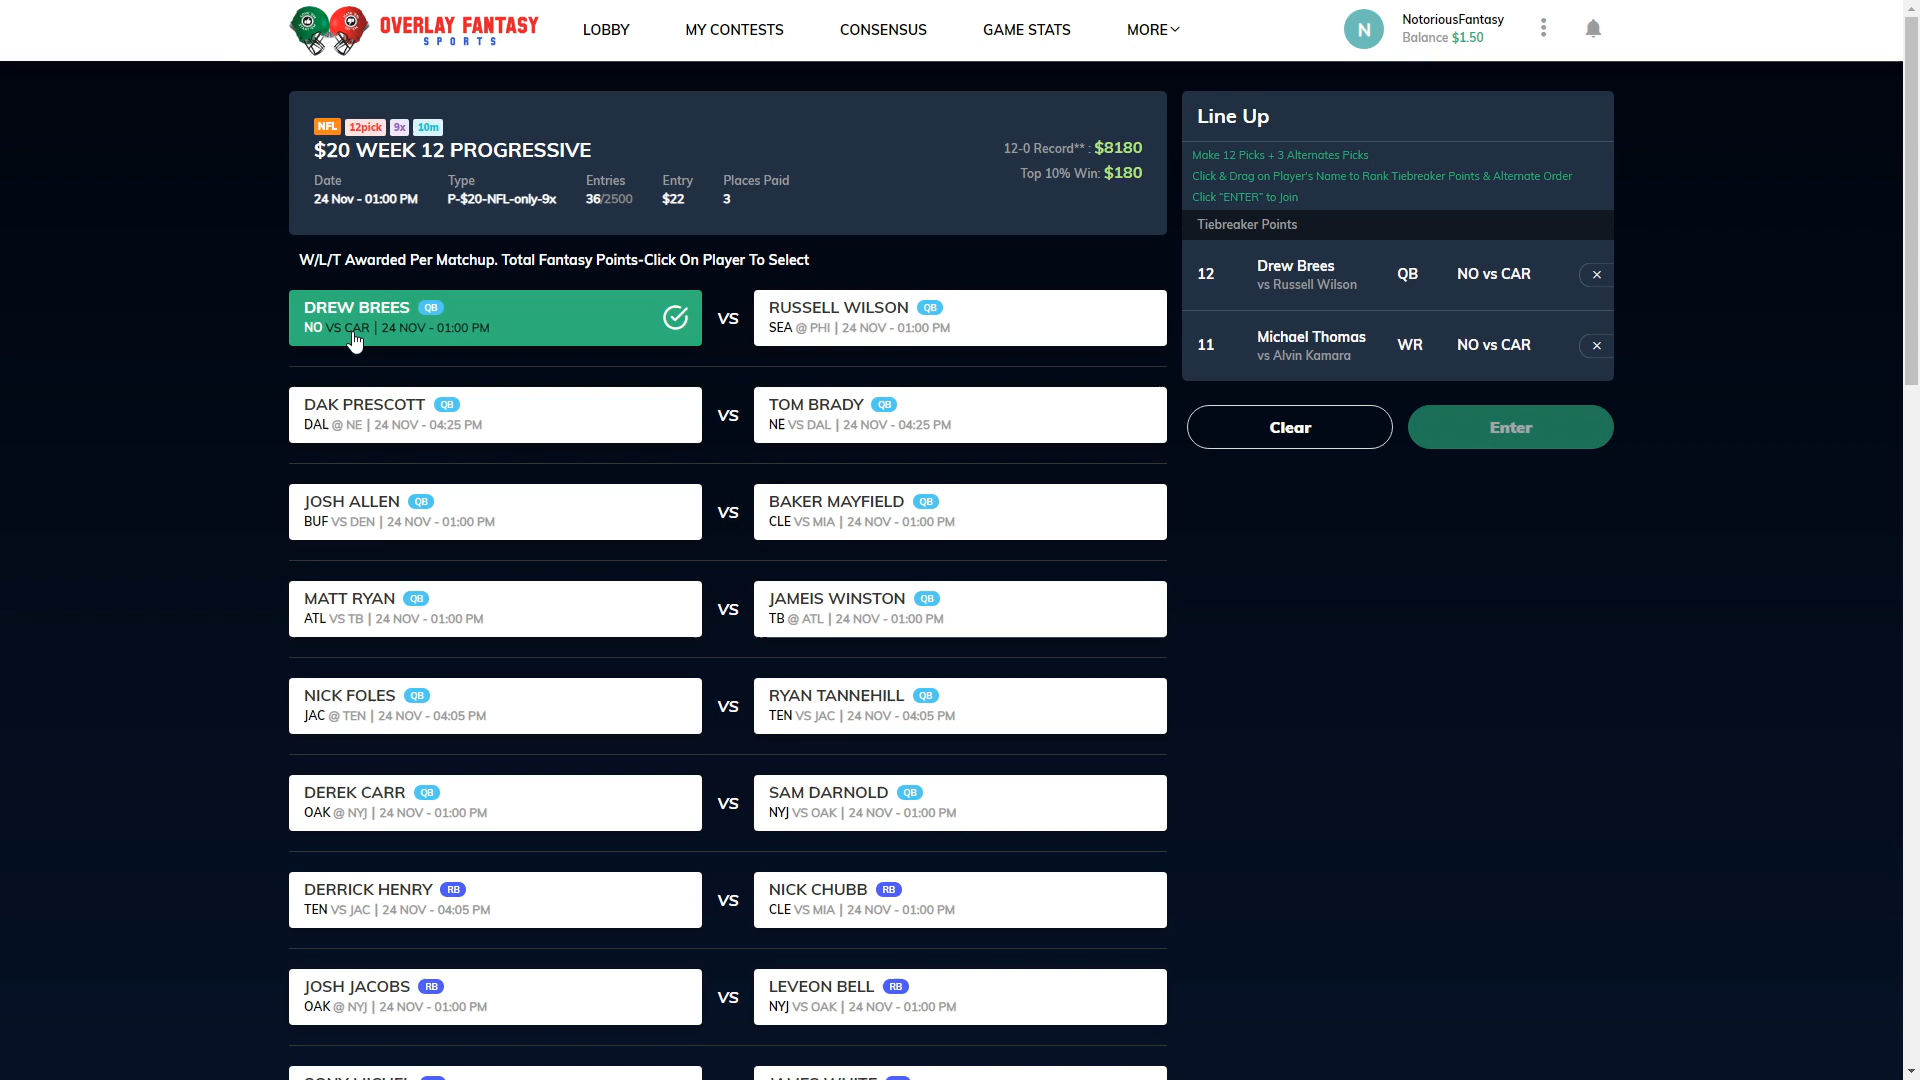 OVERLAY FANTASY
SPORTS
LOBBY
MY CONTESTS
CONSENSUS
GAME STATS
MORE
N
NotoriousFantasy
Balance $1.50
NFL 12pick 9x 10m
$20 WEEK 12 PROGRESSIVE
12-0 Record** : $8180
Top 10% Win: $180
Date
24 Nov - 01:00 PM
Type
P-$20-NFL-only-9x
Entries
36/2500
Entry
$22
Places Paid
3
W/L/T Awarded Per Matchup. Total Fantasy Points-Click On Player To Select
DREW BREES QB
NO VS CAR | 24 NOV - 01:00 PM
VS
RUSSELL WILSON QB
SEA @ PHI | 24 NOV - 01:00 PM
DAK PRESCOTT QB
DAL @ NE | 24 NOV - 04:25 PM
VS
TOM BRADY QB
NE VS DAL | 24 NOV - 04:25 PM
JOSH ALLEN QB
BUF VS DEN | 24 NOV - 01:00 PM
VS
BAKER MAYFIELD QB
CLE VS MIA | 24 NOV - 01:00 PM
MATT RYAN QB
ATL VS TB | 24 NOV - 01:00 PM
VS
JAMEIS WINSTON QB
TB @ ATL | 24 NOV - 01:00 PM
NICK FOLES QB
JAC @ TEN | 24 NOV - 04:05 PM
VS
RYAN TANNEHILL QB
TEN VS JAC | 24 NOV - 04:05 PM
DEREK CARR QB
OAK @ NYJ | 24 NOV - 01:00 PM
VS
SAM DARNOLD QB
NYJ VS OAK | 24 NOV - 01:00 PM
DERRICK HENRY RB
TEN VS JAC | 24 NOV - 04:05 PM
VS
NICK CHUBB RB
CLE VS MIA | 24 NOV - 01:00 PM
JOSH JACOBS RB
OAK @ NYJ | 24 NOV - 01:00 PM
VS
LEVEON BELL RB
NYJ VS OAK | 24 NOV - 01:00 PM
Line Up
Make 12 Picks + 3 Alternates Picks
Click & Drag on Player's Name to Rank Tiebreaker Points & Alternate Order
Click "ENTER" to Join
Tiebreaker Points
12
Drew Brees
vs Russell Wilson
QB
NO vs CAR
11
Michael Thomas
vs Alvin Kamara
WR
NO vs CAR
Clear
Enter